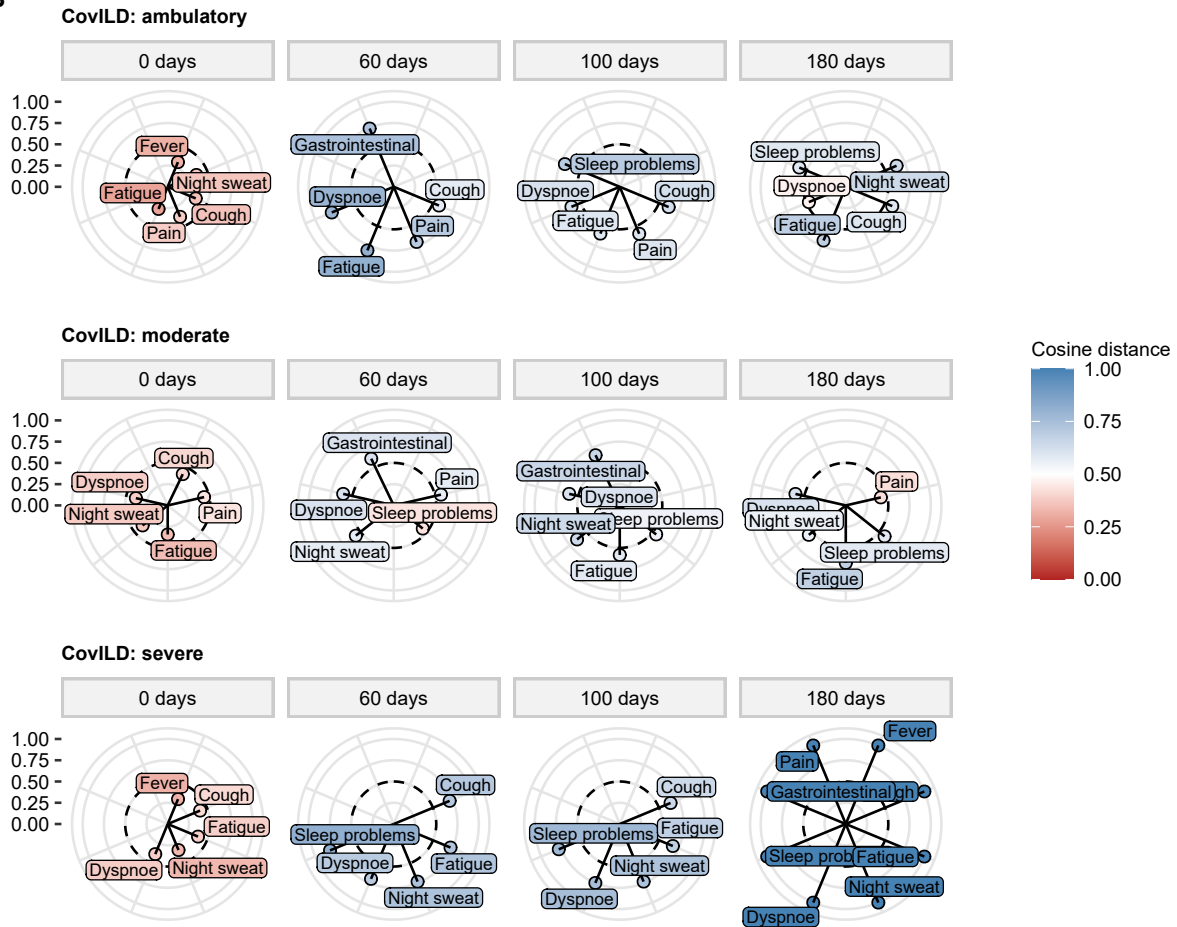 CovILD: ambulatory
0 days 60 days 100 days 180 days
1.00
0.75
0.50
0.25
0.00
Fever
Night sweat
Fatigue
Cough
Pain
Gastrointestinal
Dyspnoe
Cough
Pain
Fatigue
Sleep problems
Dyspnoe
Cough
Fatigue
Pain
Sleep problems
Dyspnoe
Night sweat
Fatigue
Cough
CovILD: moderate
0 days 60 days 100 days 180 days
1.00
0.75
0.50
0.25
0.00
Cough
Dyspnoe
Night sweat
Pain
Fatigue
Gastrointestinal
Pain
Dyspnoe
Sleep problems
Night sweat
Gastrointestinal
Dyspnoe
Night sweat
eep problems
Fatigue
Pain
Dyspnoe
Night sweat
Sleep problems
Fatigue
Cosine distance
1.00
0.75
0.50
0.25
0.00
CovILD: severe
0 days 60 days 100 days 180 days
1.00
0.75
0.50
0.25
0.00
Fever
Cough
Fatigue
Dyspnoe
Night sweat
Cough
Sleep problems
Dyspnoe
Fatigue
Night sweat
Cough
Sleep problems
Fatigue
Night sweat
Dyspnoe
Fever
Pain
Gastrointestinal gh
Sleep prob Fatigue
Night sweat
Dyspnoe